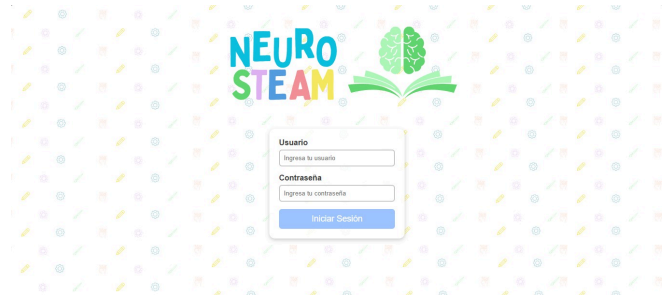 NEURO
STEAM
Usuario
Ingresa tu usuario
Contraseña
Ingresa tu contraseña
Iniciar Sesión